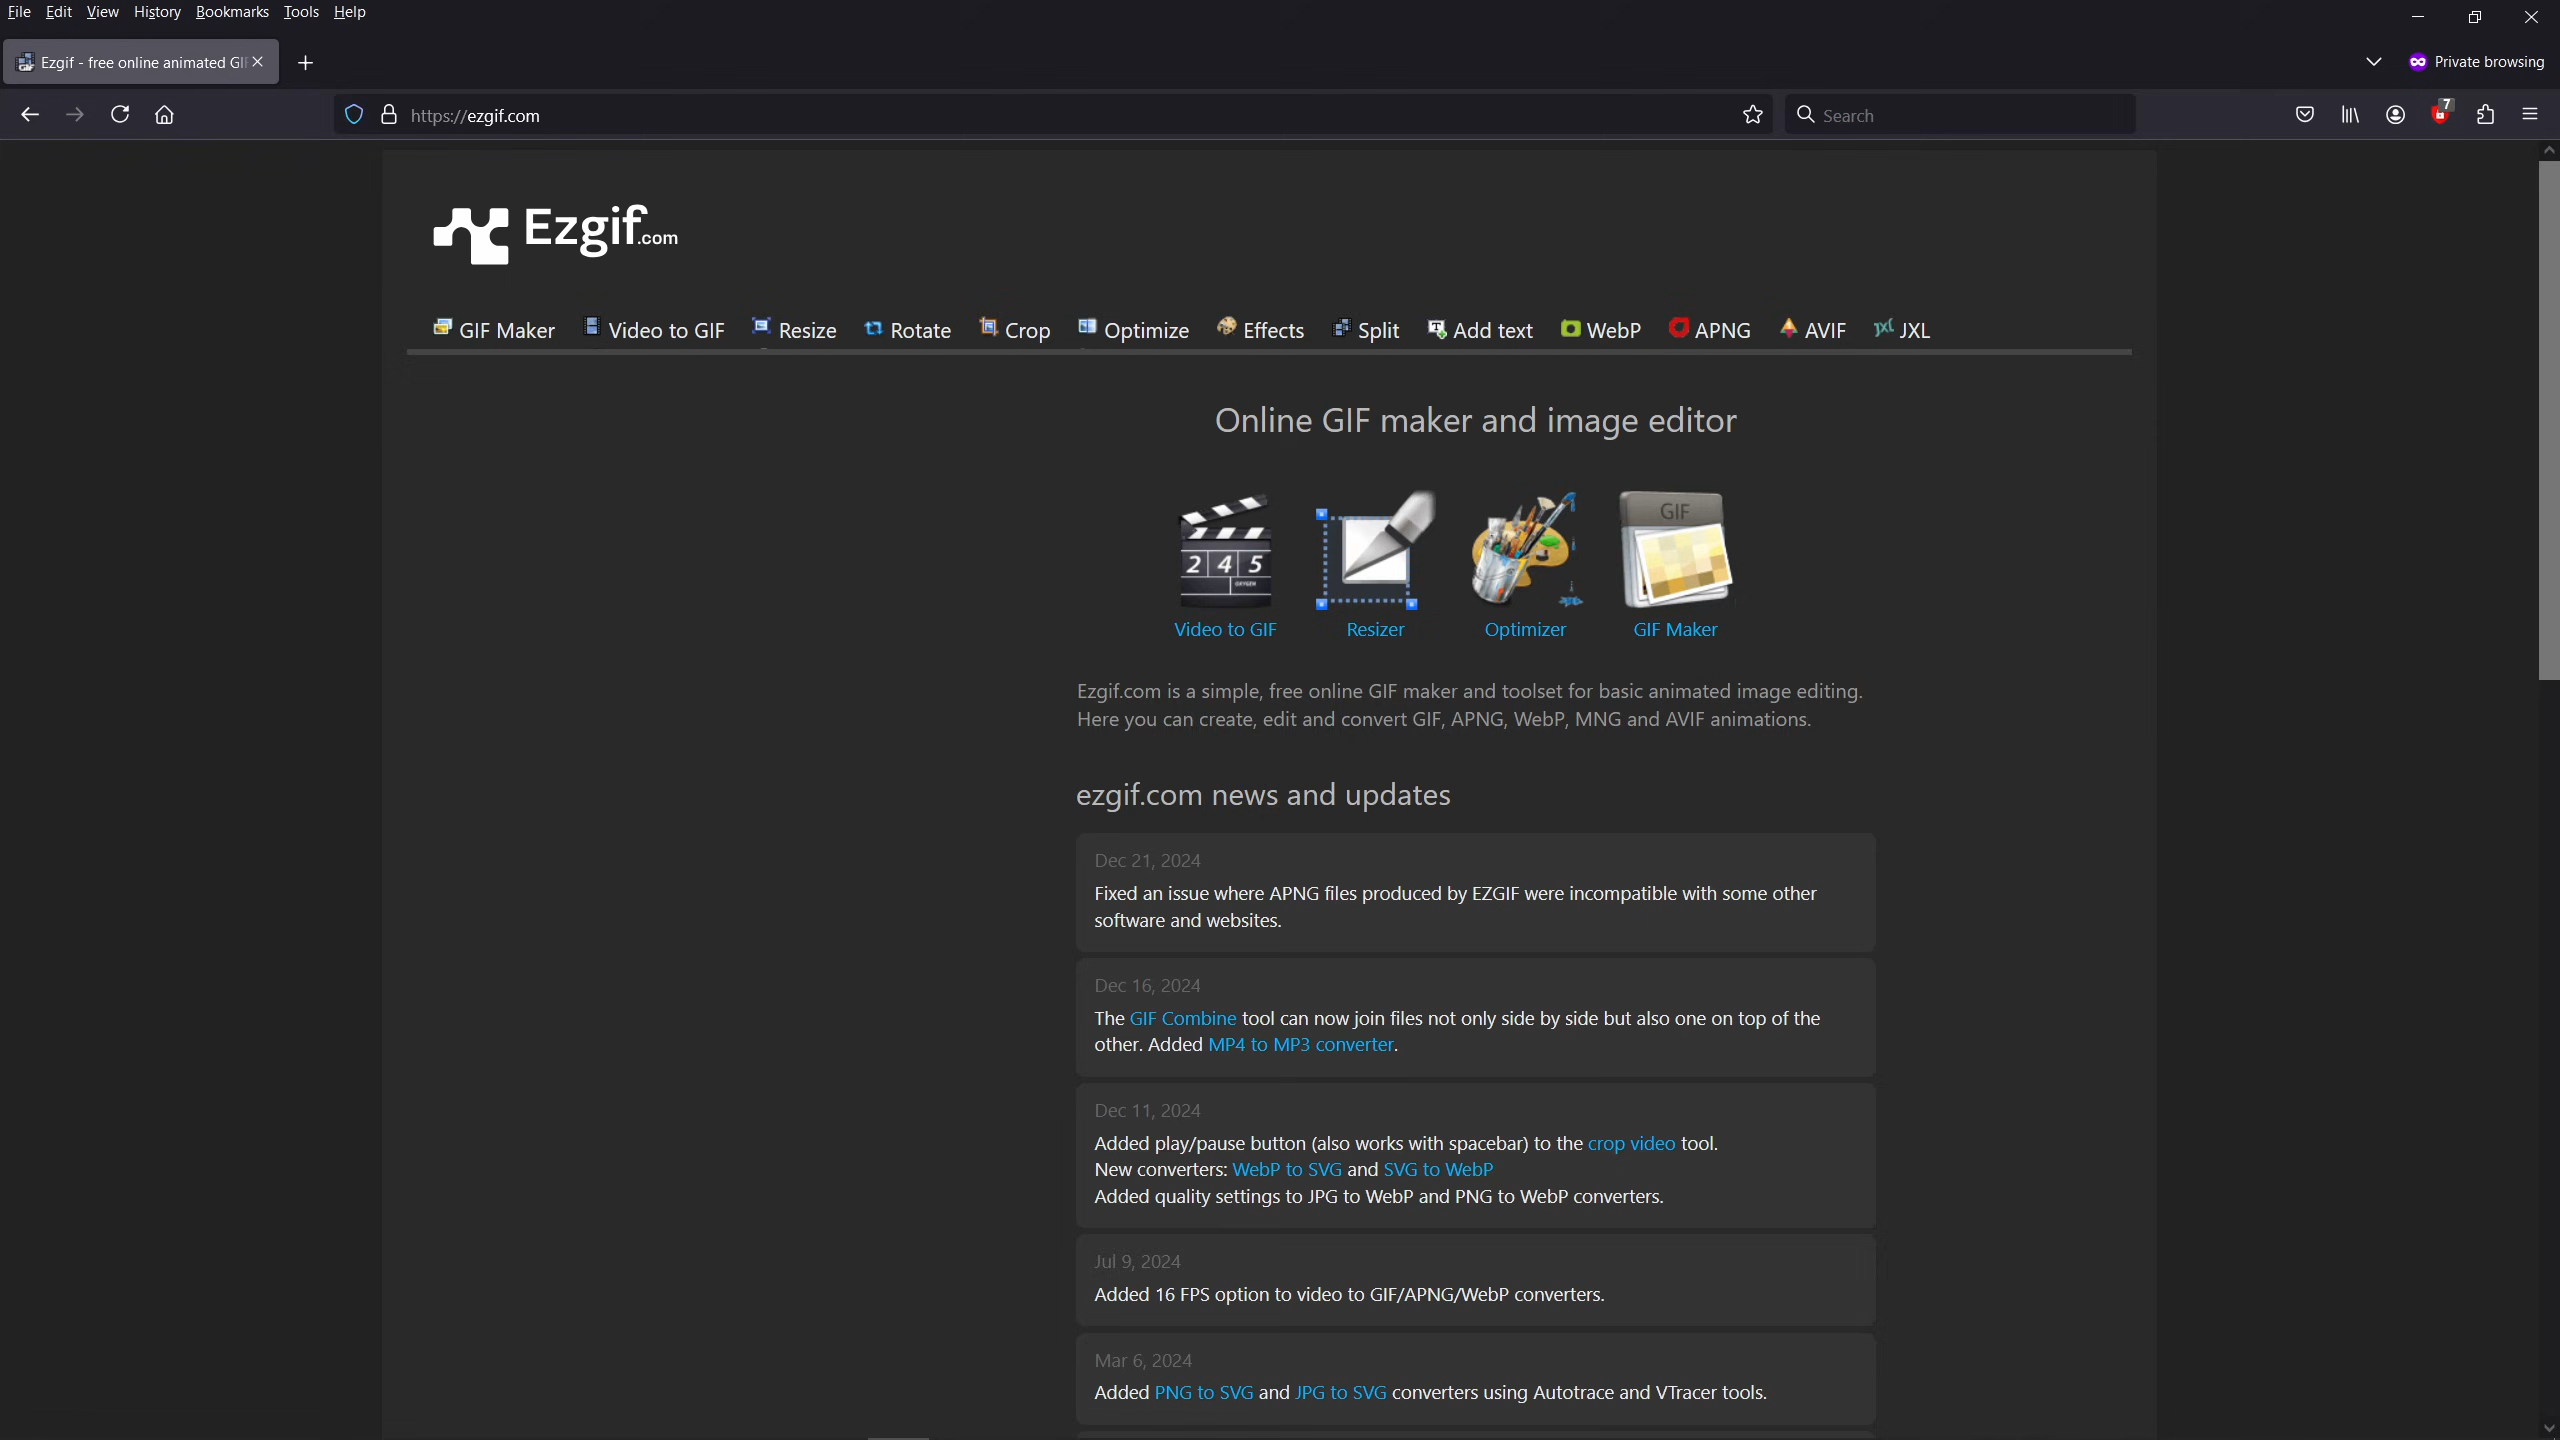 File Edit View History Bookmarks Tools Help
Ezgif - free online animated GI
Private browsing
https://ezgif.com
Search
7
Ezgif.com
GIF Maker Video to GIF Resize Rotate Crop Optimize Effects Split Add text WebP APNG AVIF JXL
Online GIF maker and image editor
GIF
2 4 5
OXYGEN
Video to GIF Resizer Optimizer GIF Maker
Ezgif.com is a simple, free online GIF maker and toolset for basic animated image editing.
Here you can create, edit and convert GIF, APNG, WebP, MNG and AVIF animations.
ezgif.com news and updates
Dec 21, 2024
Fixed an issue where APNG files produced by EZGIF were incompatible with some other
software and websites.
Dec 16, 2024
The GIF Combine tool can now join files not only side by side but also one on top of the
other. Added MP4 to MP3 converter.
Dec 11, 2024
Added play/pause button (also works with spacebar) to the crop video tool.
New converters: WebP to SVG and SVG to WebP
Added quality settings to JPG to WebP and PNG to WebP converters.
Jul 9, 2024
Added 16 FPS option to video to GIF/APNG/WebP converters.
Mar 6, 2024
Added PNG to SVG and JPG to SVG converters using Autotrace and VTracer tools.